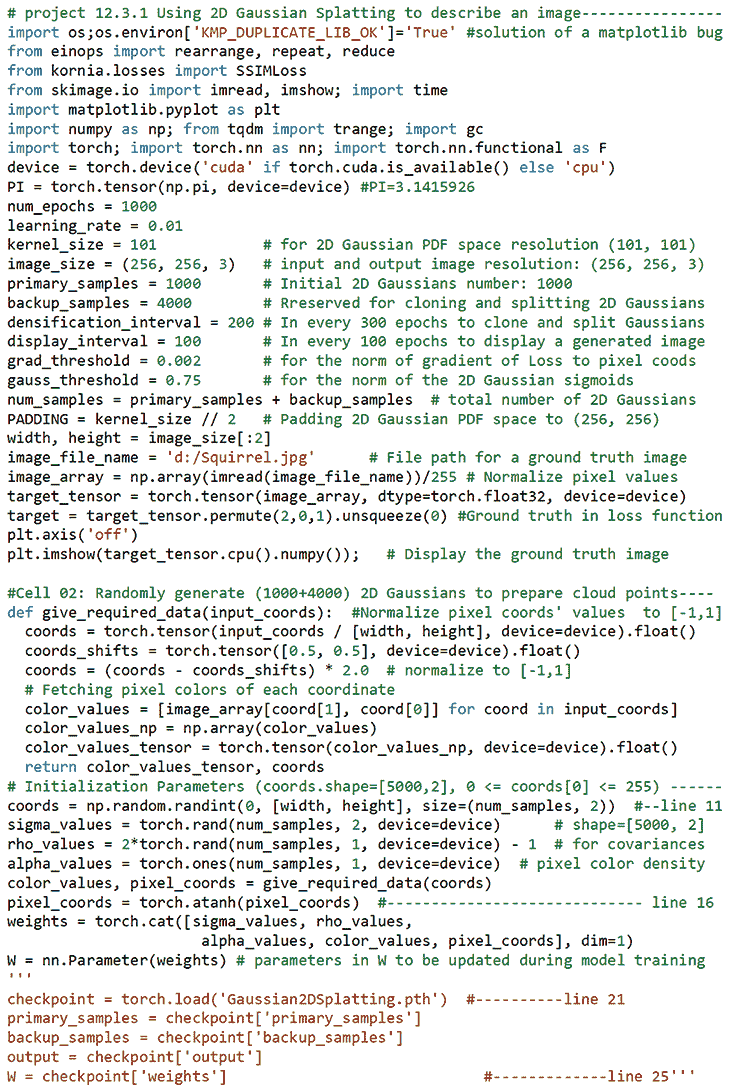 # project 12.3.1 Using 2D Gaussian Splatting to describe an image----------------
import os;os.environ['KMP_DUPLICATE_LIB_OK']='True' #solution of a matplotlib bug
from einops import rearrange, repeat, reduce
from kornia.losses import SSIMLoss
from skimage.io import imread, imshow; import time
import matplotlib.pyplot as plt
import numpy as np; from tqdm import trange; import gc
import torch; import torch.nn as nn; import torch.nn.functional as F
device = torch.device('cuda' if torch.cuda.is_available() else 'cpu')
PI = torch.tensor(np.pi, device=device) #PI=3.1415926
num_epochs = 1000
learning_rate = 0.01
kernel_size = 101            # for 2D Gaussian PDF space resolution (101, 101)
image_size = (256, 256, 3)   # input and output image resolution: (256, 256, 3)
primary_samples = 1000       # Initial 2D Gaussians number: 1000
backup_samples = 4000        # Rreserved for cloning and splitting 2D Gaussians
densification_interval = 200 # In every 300 epochs to clone and split Gaussians
display_interval = 100       # In every 100 epochs to display a generated image
grad_threshold = 0.002       # for the norm of gradient of Loss to pixel coods
gauss_threshold = 0.75       # for the norm of the 2D Gaussian sigmoids
num_samples = primary_samples + backup_samples  # total number of 2D Gaussians
PADDING = kernel_size // 2   # Padding 2D Gaussian PDF space to (256, 256)
width, height = image_size[:2]
image_file_name = 'd:/Squirrel.jpg'      # File path for a ground truth image
image_array = np.array(imread(image_file_name))/255 # Normalize pixel values
target_tensor = torch.tensor(image_array, dtype=torch.float32, device=device)
target = target_tensor.permute(2,0,1).unsqueeze(0) #Ground truth in loss function
plt.axis('off')
plt.imshow(target_tensor.cpu().numpy());   # Display the ground truth image

#Cell 02: Randomly generate (1000+4000) 2D Gaussians to prepare cloud points----
def give_required_data(input_coords):  #Normalize pixel coords' values  to [-1,1]
  coords = torch.tensor(input_coords / [width, height], device=device).float()
  coords_shifts = torch.tensor([0.5, 0.5], device=device).float()
  coords = (coords - coords_shifts) * 2.0  # normalize to [-1,1]
  # Fetching pixel colors of each coordinate
  color_values = [image_array[coord[1], coord[0]] for coord in input_coords]
  color_values_np = np.array(color_values)
  color_values_tensor = torch.tensor(color_values_np, device=device).float()
  return color_values_tensor, coords
# Initialization Parameters (coords.shape=[5000,2], 0 <= coords[0] <= 255) ------
coords = np.random.randint(0, [width, height], size=(num_samples, 2))  #--line 11
sigma_values = torch.rand(num_samples, 2, device=device)      # shape=[5000, 2]
rho_values = 2*torch.rand(num_samples, 1, device=device) - 1  # for covariances
alpha_values = torch.ones(num_samples, 1, device=device)  # pixel color density
color_values, pixel_coords = give_required_data(coords)
pixel_coords = torch.atanh(pixel_coords)  #----------------------------- line 16
weights = torch.cat([sigma_values, rho_values,
                      alpha_values, color_values, pixel_coords], dim=1)
W = nn.Parameter(weights) # parameters in W to be updated during model training
'''
checkpoint = torch.load('Gaussian2DSplatting.pth')  #----------line 21
primary_samples = checkpoint['primary_samples']
backup_samples = checkpoint['backup_samples']
output = checkpoint['output']
W = checkpoint['weights']                             #-------------line 25'''